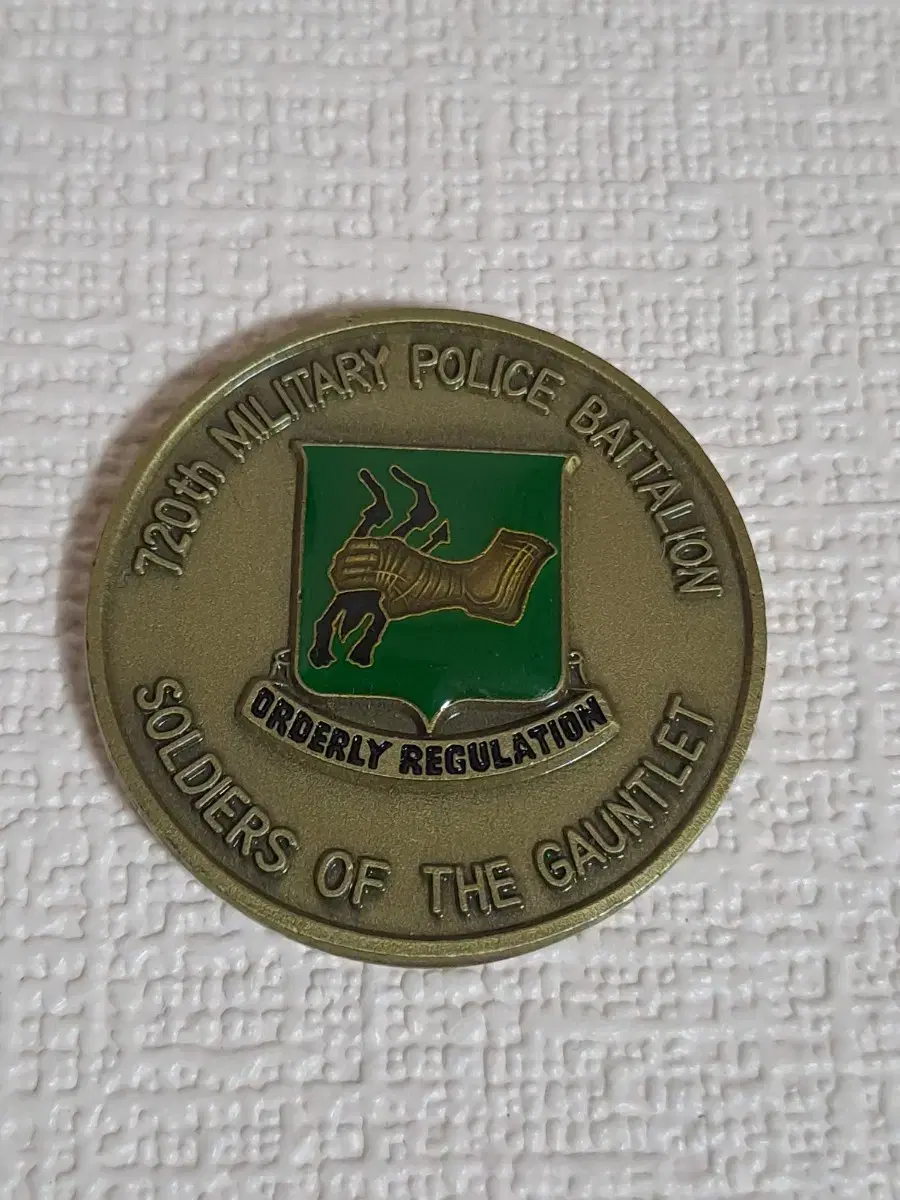 720th MILITARY POLICE BATTALION
ORDERLY REGULATION
SOLDIERS OF THE GAUNTLET